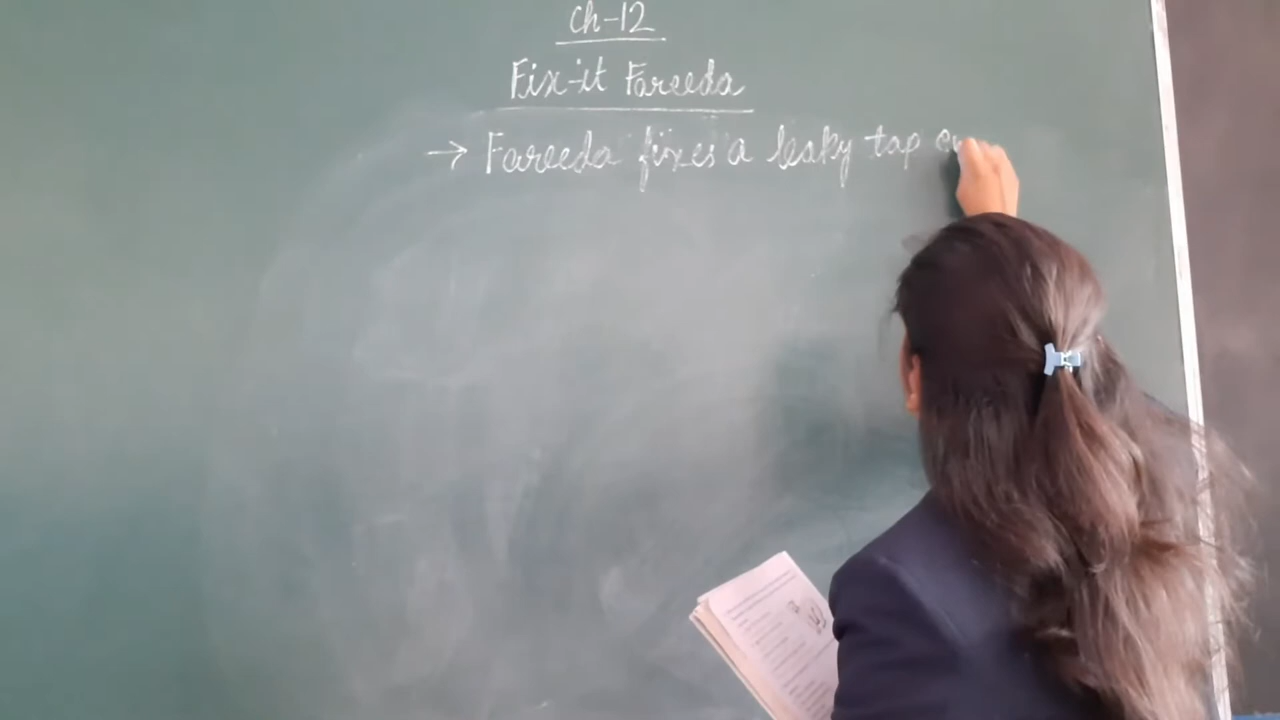 Ch-12
Fix-it Fareeda
→ Fareeda fixes a leaky tap